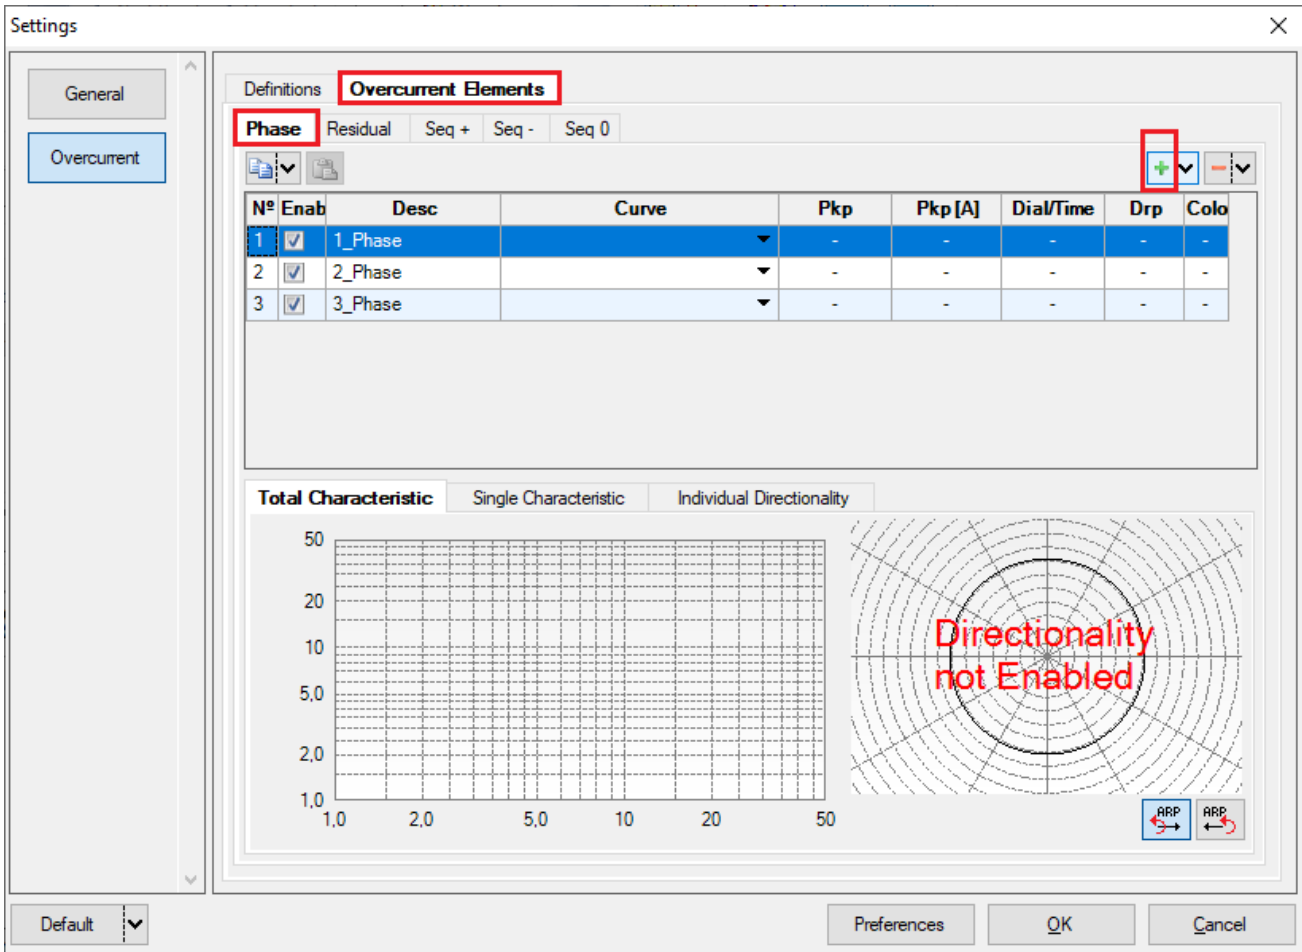 Settings
General
Overcurrent
Definitions Overcurrent Elements
Phase Residual Seq + Seq - Seq 0
Nº Enab Desc Curve Pkp Pkp [A] Dial/Time Drp Colo
1 1_Phase - - - - -
2 2_Phase - - - - -
3 3_Phase - - - - -
Total Characteristic Single Characteristic Individual Directionality
50
20
10
5,0
2,0
1,0
1,0 2,0 5,0 10 20 50
Directionality
not Enabled
ARP ARP
Default Preferences OK Cancel